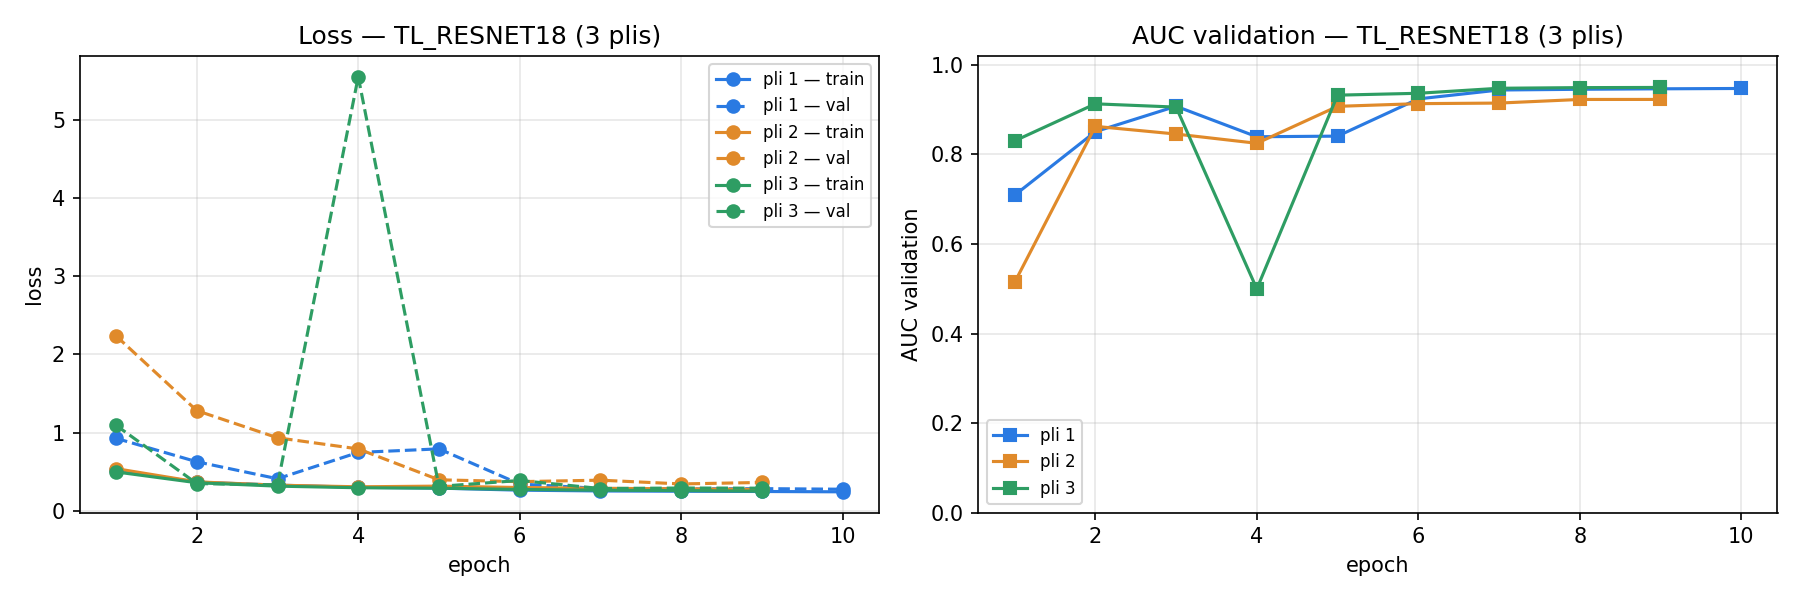 Loss — TL_RESNET18 (3 plis)
5
4
3
2
1
0
loss
2
4
6
8
10
epoch
pli 1 — train
pli 1 — val
pli 2 — train
pli 2 — val
pli 3 — train
pli 3 — val
AUC validation — TL_RESNET18 (3 plis)
1.0
0.8
0.6
0.4
0.2
0.0
AUC validation
2
4
6
8
10
epoch
pli 1
pli 2
pli 3